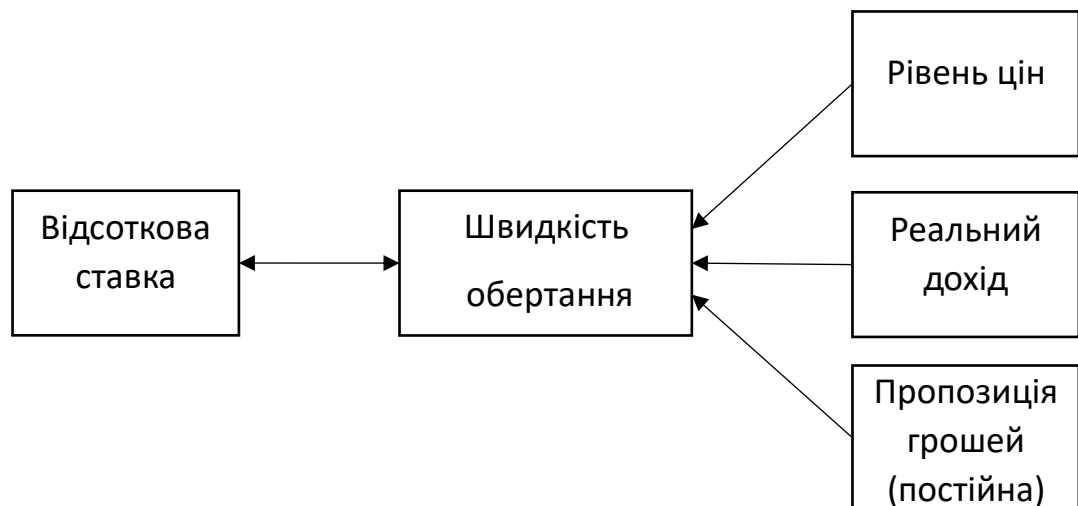 Рівень цін
Відсоткова
ставка
Швидкість
обертання
Реальний
дохід
Пропозиція
грошей
(постійна)